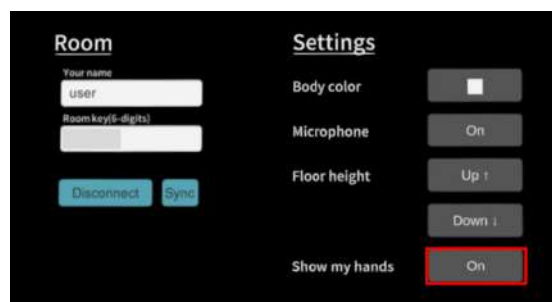 Room
Your name
user
Room key(6-digits)
Disconnect Sync
Settings
Body color
Microphone On
Floor height Up ↑
Down ↓
Show my hands On